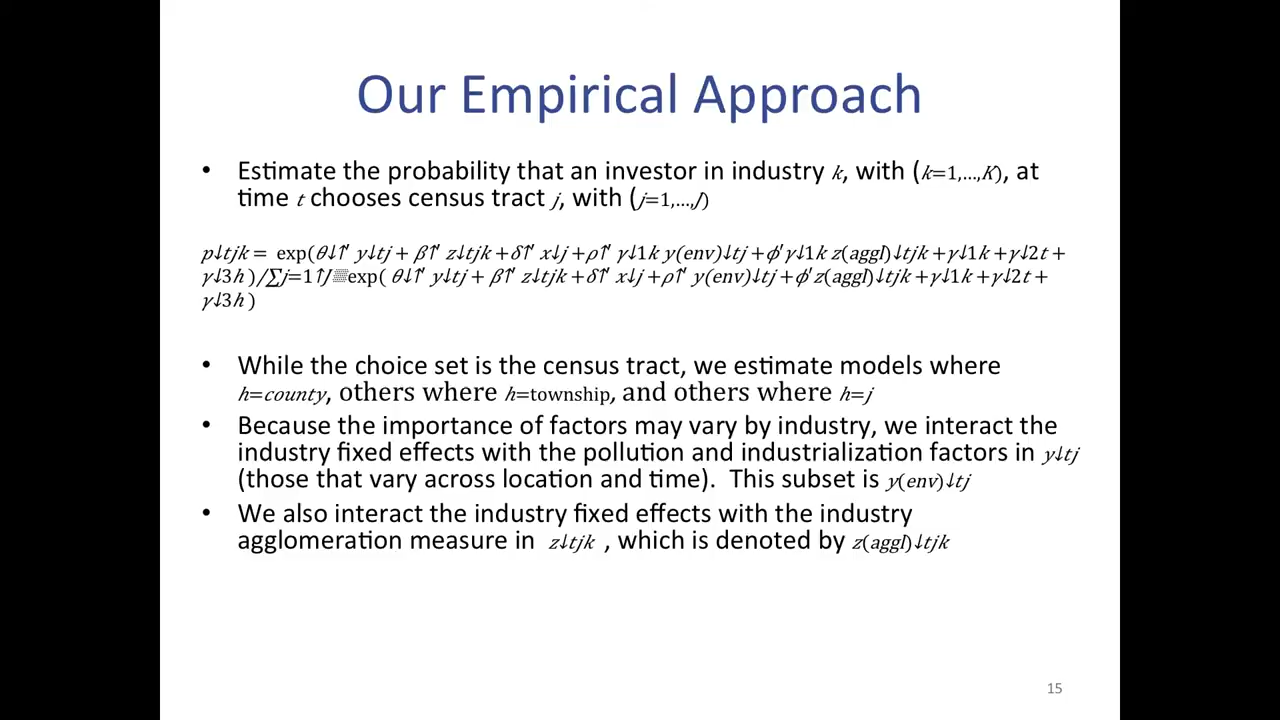 Our Empirical Approach
• Estimate the probability that an investor in industry k, with (k=1,…,K), at
time t chooses census tract j, with (j=1,…,J)
p↓tjk = exp(θ↓↑′ y↓tj + β↑′ z↓tjk +δ↑′ x↓j +ρ↑′ γ↓1k y(env)↓tj +ϕ′γ↓1k z(aggl)↓tjk +γ↓1k +γ↓2t +
γ↓3h )/∑j=1↑J▒exp( θ↓↑′ y↓tj + β↑′ z↓tjk +δ↑′ x↓j +ρ↑′ y(env)↓tj +ϕ′z(aggl)↓tjk +γ↓1k +γ↓2t +
γ↓3h )
• While the choice set is the census tract, we estimate models where
h=county, others where h=township, and others where h=j
• Because the importance of factors may vary by industry, we interact the
industry fixed effects with the pollution and industrialization factors in y↓tj
(those that vary across location and time). This subset is y(env)↓tj
• We also interact the industry fixed effects with the industry
agglomeration measure in z↓tjk , which is denoted by z(aggl)↓tjk
15